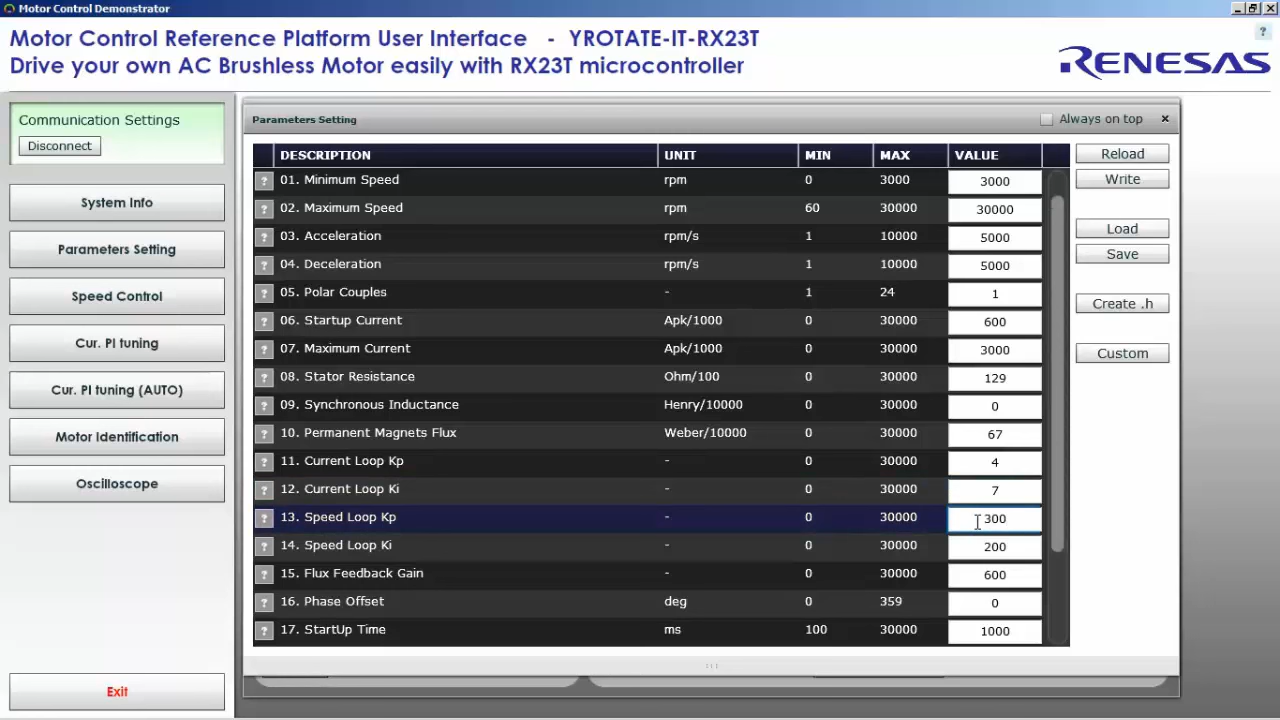 Motor Control Demonstrator
Motor Control Reference Platform User Interface - YROTATE-IT-RX23T
Drive your own AC Brushless Motor easily with RX23T microcontroller
?
RENESAS
Communication Settings
Disconnect
System Info
Parameters Setting
Speed Control
Cur. PI tuning
Cur. PI tuning (AUTO)
Motor Identification
Oscilloscope
Exit
Parameters Setting
Always on top ×
DESCRIPTION UNIT MIN MAX VALUE
? 01. Minimum Speed rpm 0 3000 3000
? 02. Maximum Speed rpm 60 30000 30000
? 03. Acceleration rpm/s 1 10000 5000
? 04. Deceleration rpm/s 1 10000 5000
? 05. Polar Couples - 1 24 1
? 06. Startup Current Apk/1000 0 30000 600
? 07. Maximum Current Apk/1000 0 30000 3000
? 08. Stator Resistance Ohm/100 0 30000 129
? 09. Synchronous Inductance Henry/10000 0 30000 0
? 10. Permanent Magnets Flux Weber/10000 0 30000 67
? 11. Current Loop Kp - 0 30000 4
? 12. Current Loop Ki - 0 30000 7
? 13. Speed Loop Kp - 0 30000 300
? 14. Speed Loop Ki - 0 30000 200
? 15. Flux Feedback Gain - 0 30000 600
? 16. Phase Offset deg 0 359 0
? 17. StartUp Time ms 100 30000 1000
Reload
Write
Load
Save
Create .h
Custom